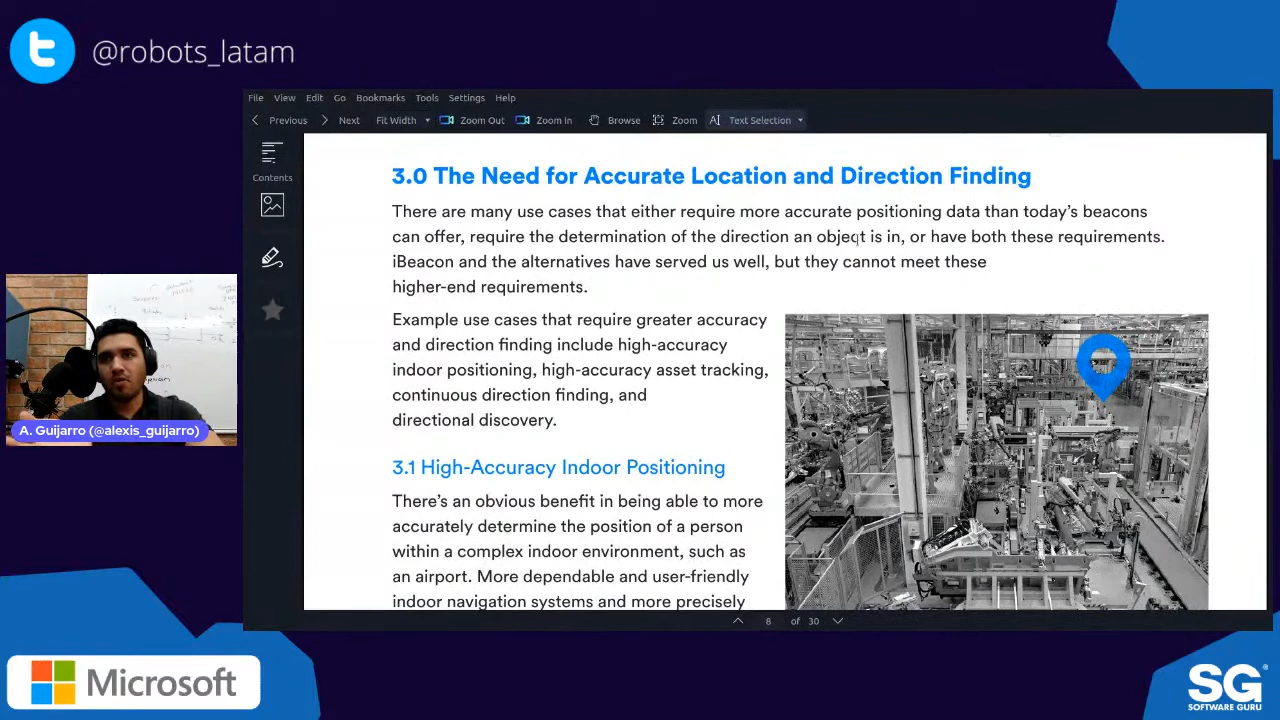 @robots_latam
File View Edit Go Bookmarks Tools Settings Help
Previous Next Fit Width Zoom Out Zoom In Browse Zoom Text Selection
Contents
3.0 The Need for Accurate Location and Direction Finding
There are many use cases that either require more accurate positioning data than today’s beacons
can offer, require the determination of the direction an object is in, or have both these requirements.
iBeacon and the alternatives have served us well, but they cannot meet these
higher-end requirements.
Example use cases that require greater accuracy
and direction finding include high-accuracy
indoor positioning, high-accuracy asset tracking,
continuous direction finding, and
directional discovery.
3.1 High-Accuracy Indoor Positioning
There’s an obvious benefit in being able to more
accurately determine the position of a person
within a complex indoor environment, such as
an airport. More dependable and user-friendly
indoor navigation systems and more precisely
8 of 30
A. Guijarro (@alexis_guijarro)
Microsoft
SG
SOFTWARE GURU